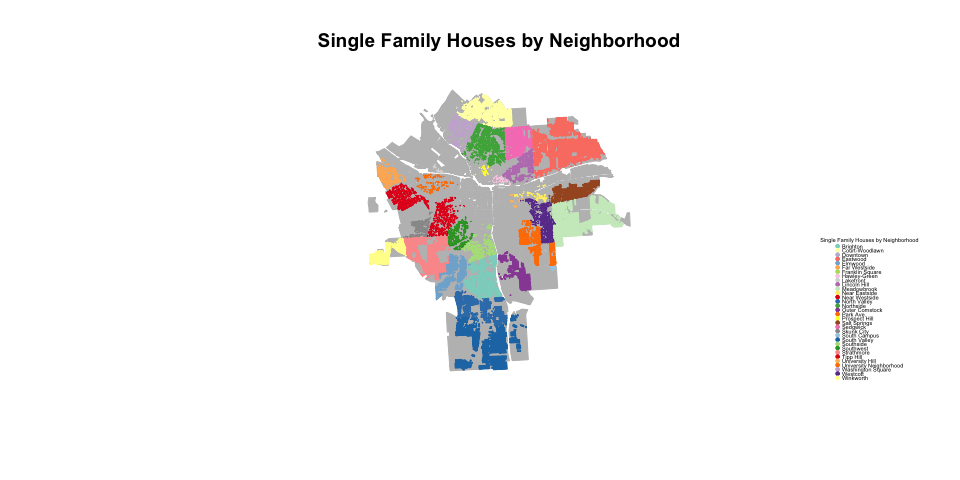 Single Family Houses by Neighborhood
Single Family Houses by Neighborhood
Brighton
Court-Woodlawn
Downtown
Eastwood
Elmwood
Far Westside
Franklin Square
Hawley-Green
Lakefront
Lincoln Hill
Meadowbrook
Near Eastside
Near Westside
North Valley
Northside
Outer Comstock
Park Ave.
Prospect Hill
Salt Springs
Sedgwick
Skunk City
South Campus
South Valley
Southside
Southwest
Strathmore
Tipp Hill
University Hill
University Neighborhood
Washington Square
Westcott
Winkworth